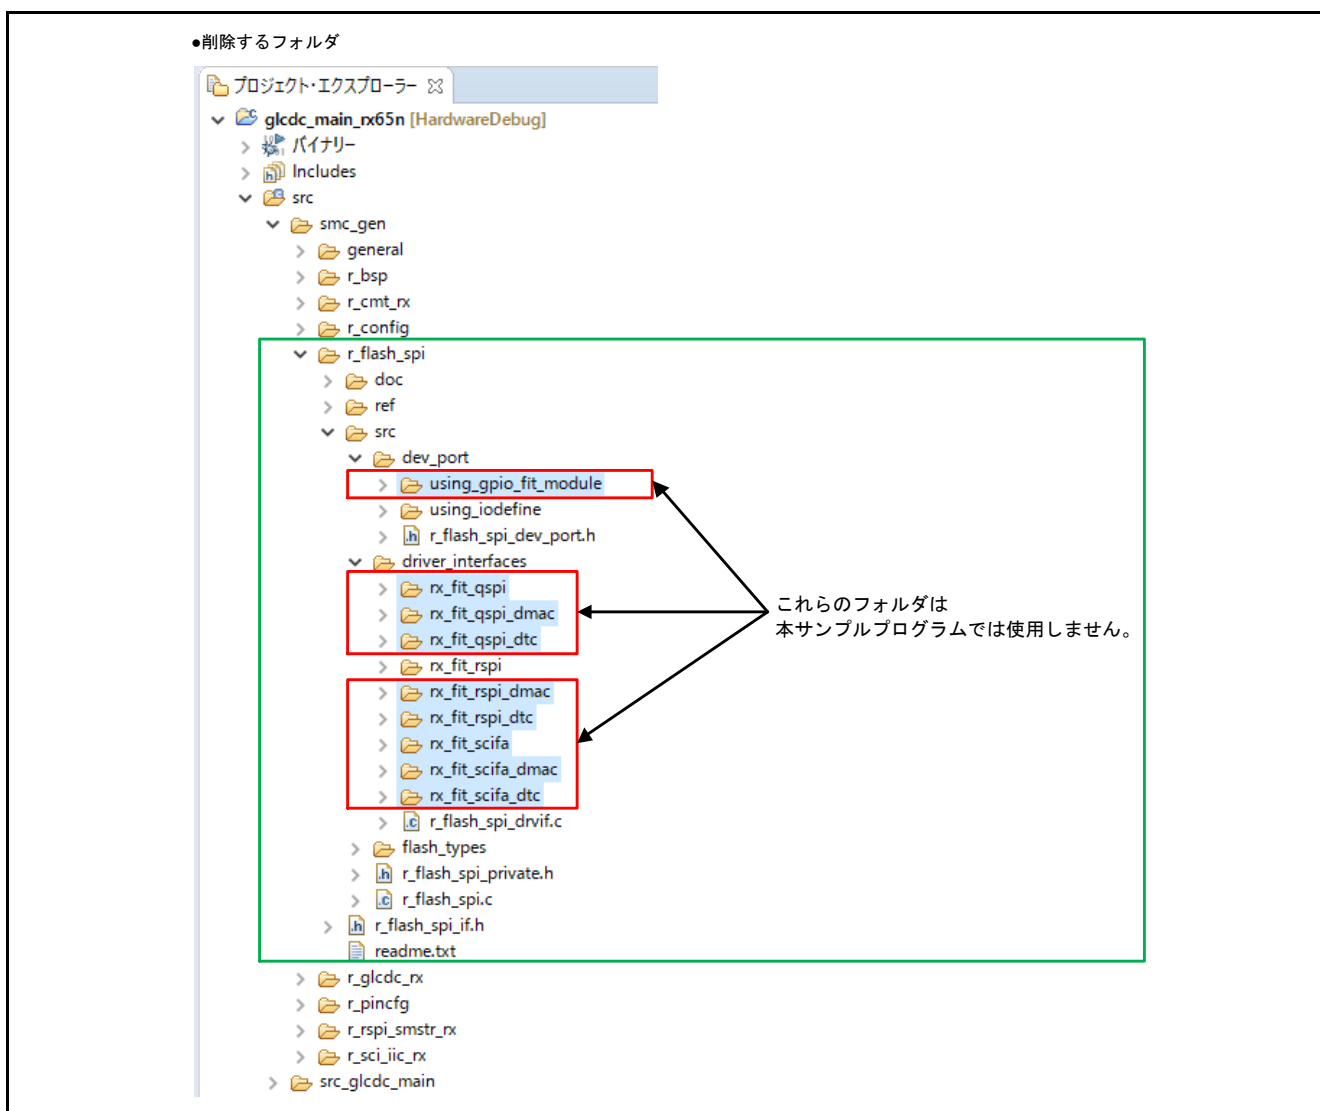 ●削除するフォルダ
プロジェクト・エクスプローラー
glcdc_main_rx65n [HardwareDebug]
バイナリー
Includes
src
smc_gen
general
r_bsp
r_cmt_rx
r_config
r_flash_spi
doc
ref
src
dev_port
using_gpio_fit_module
using_iodefine
r_flash_spi_dev_port.h
driver_interfaces
rx_fit_qspi
rx_fit_qspi_dmac
rx_fit_qspi_dtc
rx_fit_rspi
rx_fit_rspi_dmac
rx_fit_rspi_dtc
rx_fit_scifa
rx_fit_scifa_dmac
rx_fit_scifa_dtc
r_flash_spi_drvif.c
flash_types
r_flash_spi_private.h
r_flash_spi.c
r_flash_spi_if.h
readme.txt
r_glcdc_rx
r_pincfg
r_rspi_smstr_rx
r_sci_iic_rx
src_glcdc_main
これらのフォルダは
本サンプルプログラムでは使用しません。